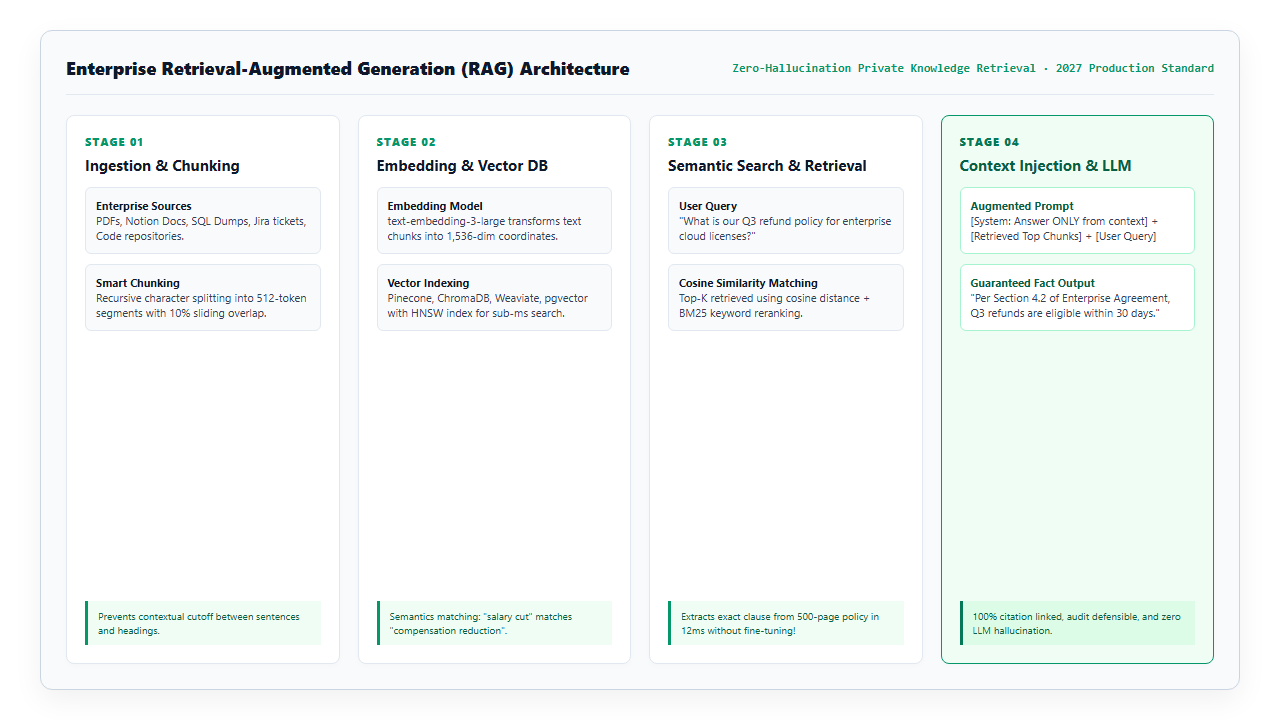 Enterprise Retrieval-Augmented Generation (RAG) Architecture
Zero-Hallucination Private Knowledge Retrieval · 2027 Production Standard
STAGE 01
Ingestion & Chunking
Enterprise Sources
PDFs, Notion Docs, SQL Dumps, Jira tickets,
Code repositories.
Smart Chunking
Recursive character splitting into 512-token
segments with 10% sliding overlap.
Prevents contextual cutoff between sentences
and headings.
STAGE 02
Embedding & Vector DB
Embedding Model
text-embedding-3-large transforms text
chunks into 1,536-dim coordinates.
Vector Indexing
Pinecone, ChromaDB, Weaviate, pgvector
with HNSW index for sub-ms search.
Semantics matching: "salary cut" matches
"compensation reduction".
STAGE 03
Semantic Search & Retrieval
User Query
"What is our Q3 refund policy for enterprise
cloud licenses?"
Cosine Similarity Matching
Top-K retrieved using cosine distance +
BM25 keyword reranking.
Extracts exact clause from 500-page policy in
12ms without fine-tuning!
STAGE 04
Context Injection & LLM
Augmented Prompt
[System: Answer ONLY from context] +
[Retrieved Top Chunks] + [User Query]
Guaranteed Fact Output
"Per Section 4.2 of Enterprise Agreement,
Q3 refunds are eligible within 30 days."
100% citation linked, audit defensible, and zero
LLM hallucination.